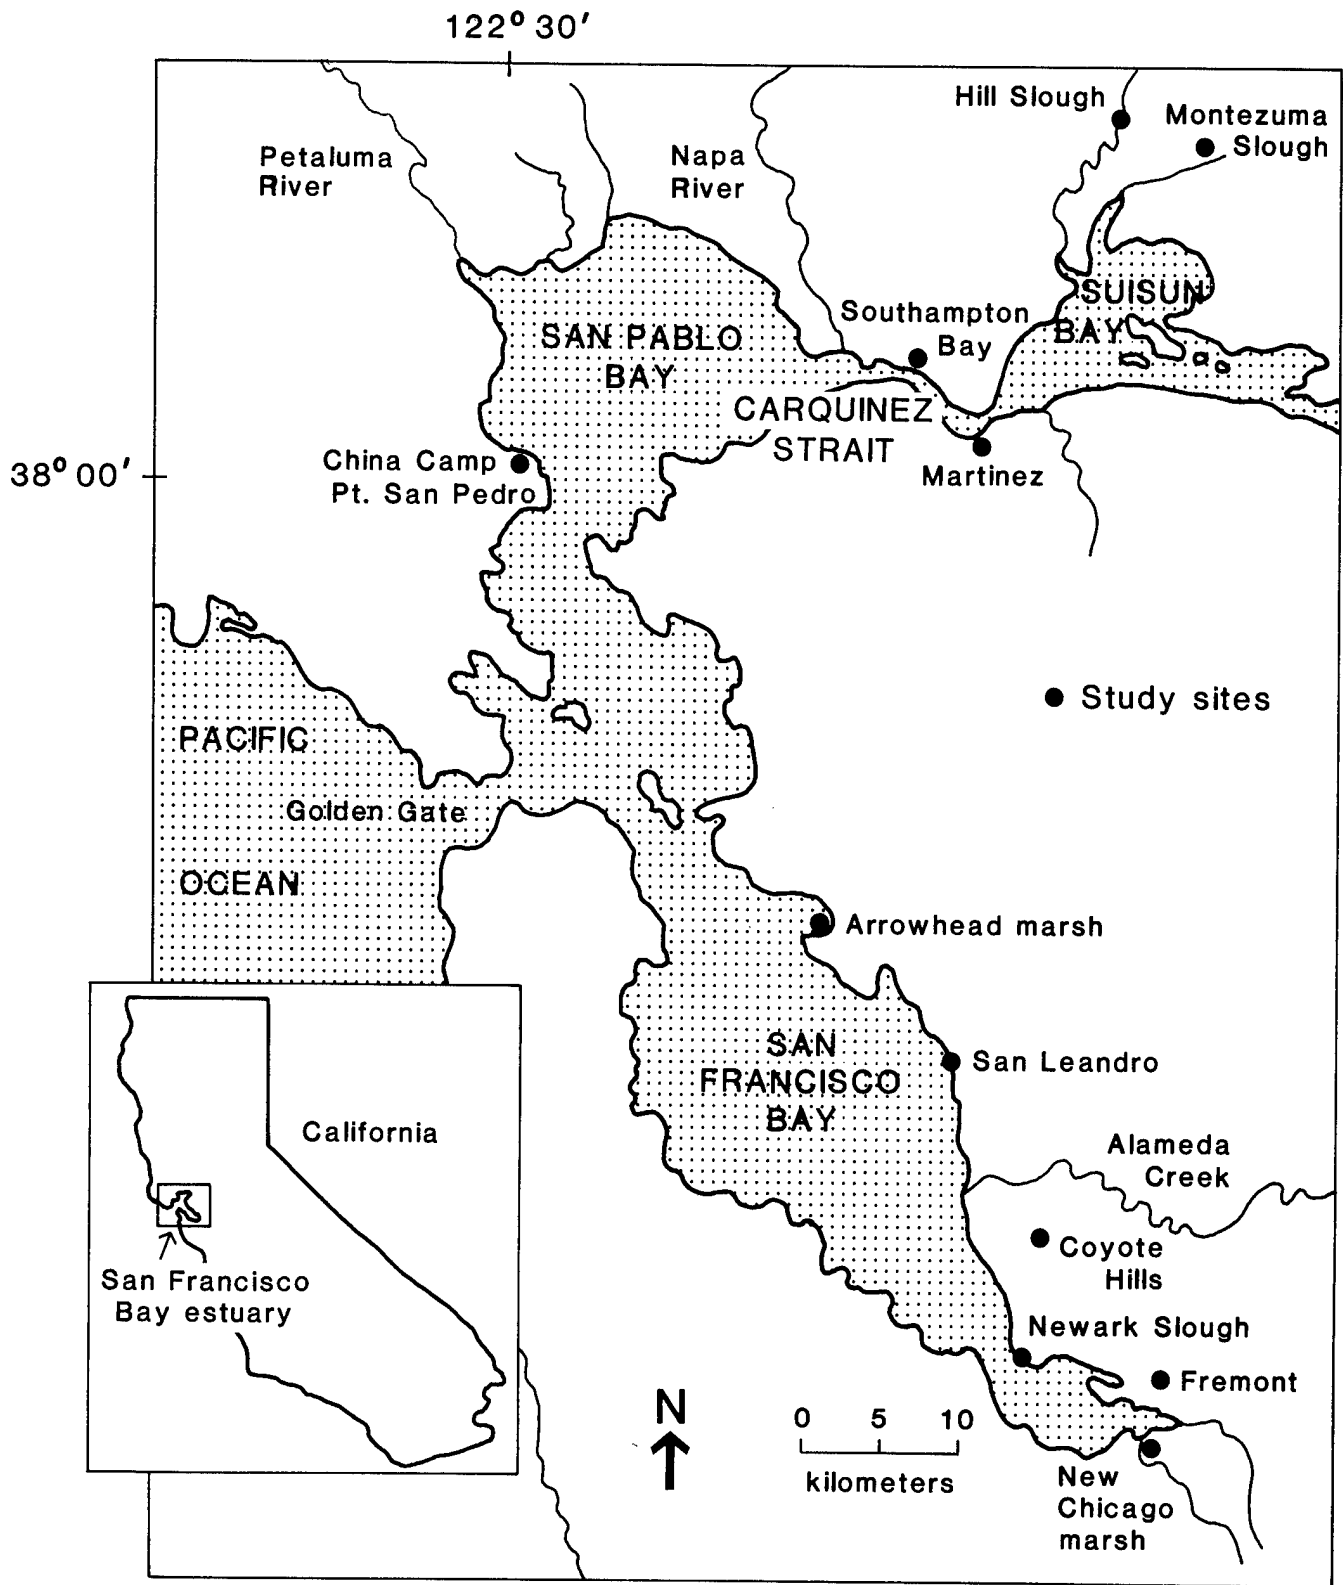 122° 30'
Hill Slough
Montezuma
Slough
Petaluma
River
Napa
River
SUISUN
BAY
Southampton
Bay
SAN PABLO
BAY
CARQUINEZ
STRAIT
38° 00'
China Camp
Pt. San Pedro
Martinez
Study sites
PACIFIC
OCEAN
Golden Gate
Arrowhead marsh
SAN
FRANCISCO
BAY
San Leandro
Alameda
Creek
Coyote
Hills
Newark Slough
Fremont
New
Chicago
marsh
California
San Francisco
Bay estuary
N
0 5 10
kilometers